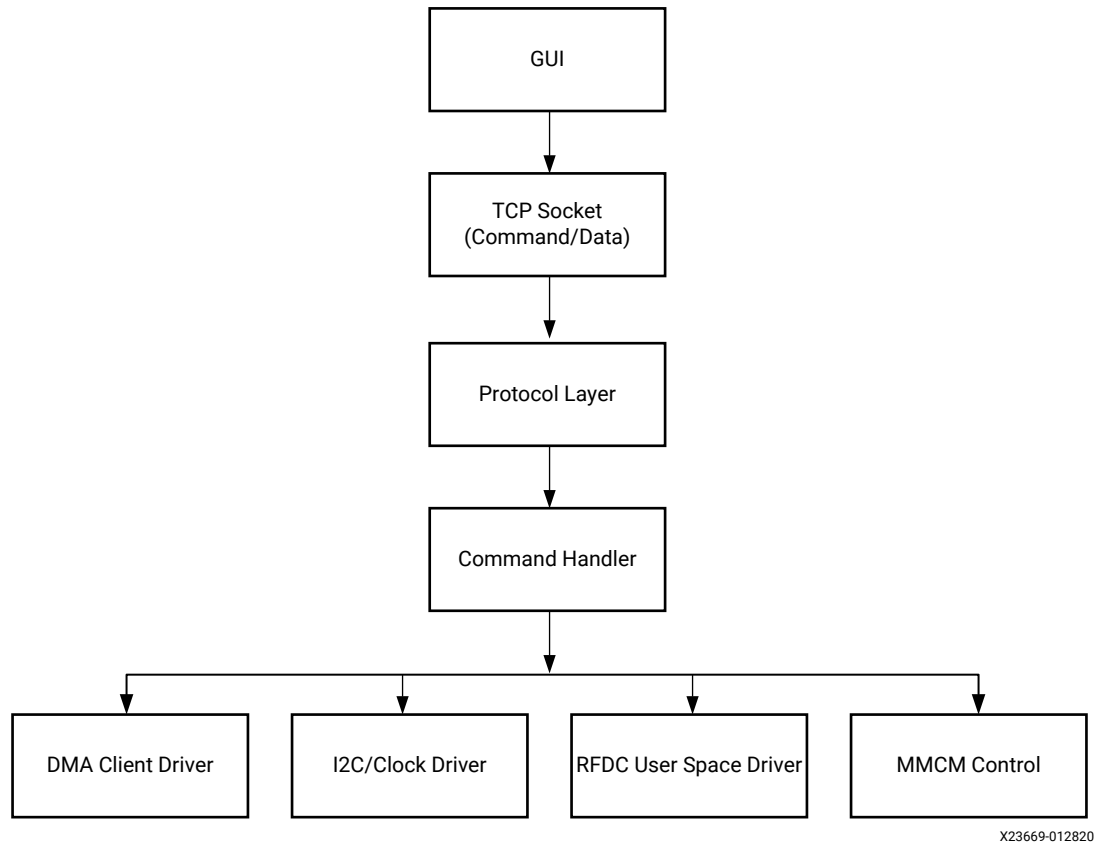 GUI
TCP Socket
(Command/Data)
Protocol Layer
Command Handler
DMA Client Driver
I2C/Clock Driver
RFDC User Space Driver
MMCM Control
X23669-012820